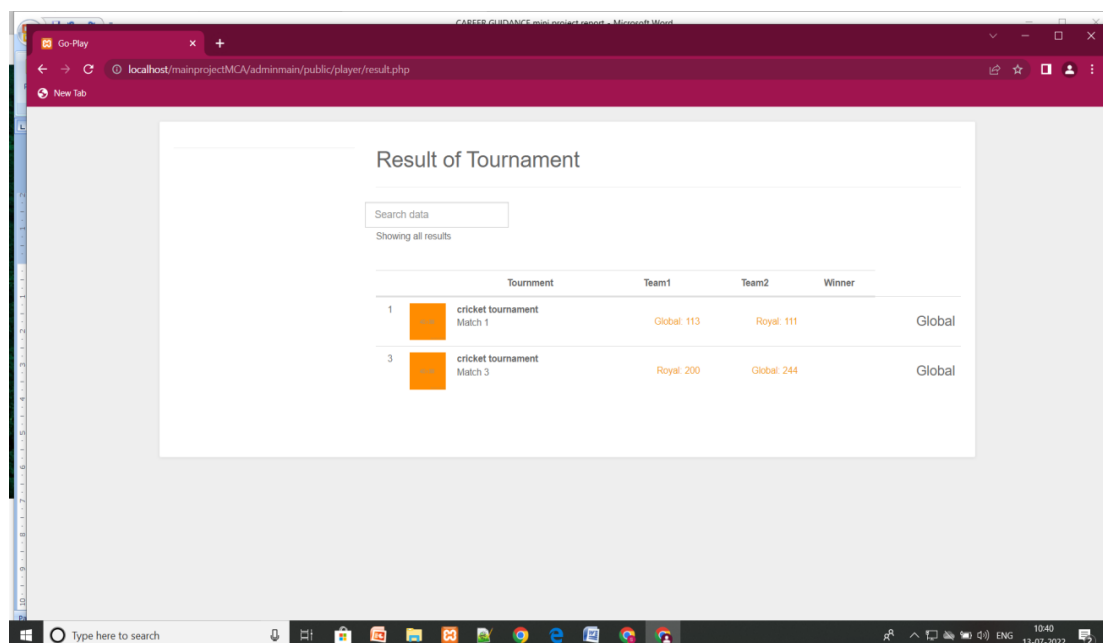 CAREER GUIDANCE mini project report - Microsoft Word
Go-Play
localhost/mainprojectMCA/adminmain/public/player/result.php
New Tab
Result of Tournament
Search data
Showing all results
Tournment Team1 Team2 Winner
1 cricket tournament
Match 1 Global: 113 Royal: 111 Global
3 cricket tournament
Match 3 Royal: 200 Global: 244 Global
Type here to search
ENG
10:40
13-07-2022